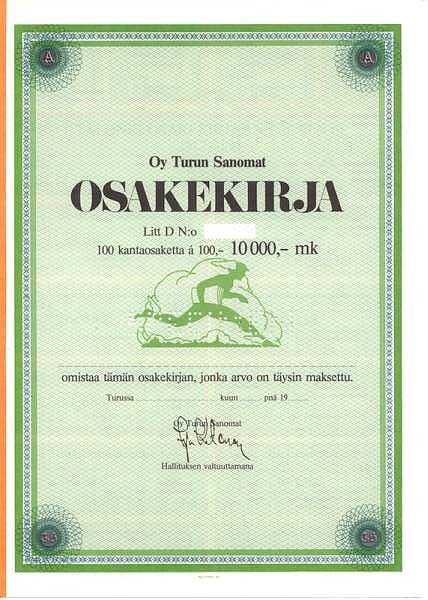 A A
Oy Turun Sanomat
OSAKEKIRJA
Litt D N:o
100 kantaosaketta á 100,- 10 000,- mk
omistaa tämän osakekirjan, jonka arvo on täysin maksettu.
Turussa kuun pnä 19
Oy Turun Sanomat
Hallituksen valtuuttamana